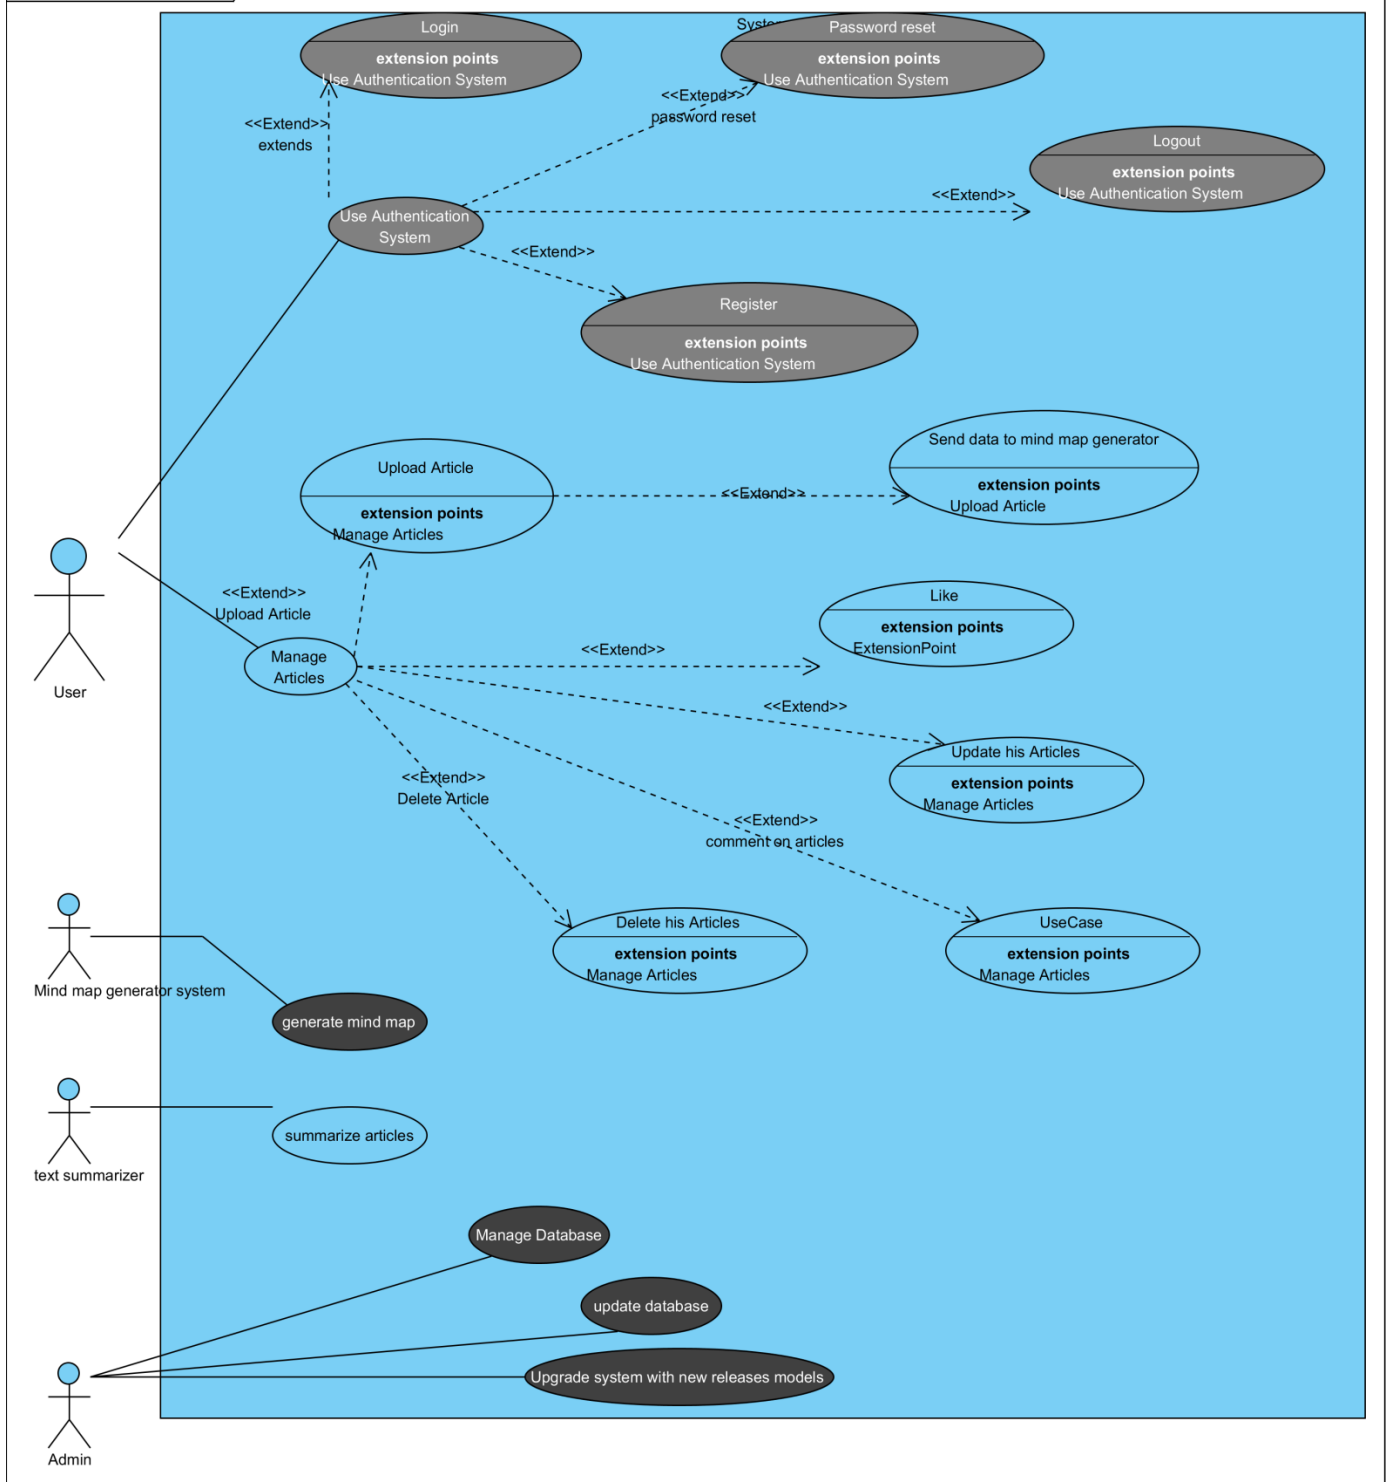 Login
extension points
Use Authentication System
Password reset
extension points
Use Authentication System
<<Extend>>
extends
<<Extend>>
password reset
Logout
extension points
Use Authentication System
<<Extend>>
Use Authentication
System
<<Extend>>
Register
extension points
Use Authentication System
Upload Article
extension points
Manage Articles
<<Extend>>
Send data to mind map generator
extension points
Upload Article
<<Extend>>
Upload Article
User
Manage
Articles
<<Extend>>
Like
extension points
ExtensionPoint
<<Extend>>
Update his Articles
extension points
Manage Articles
<<Extend>>
Delete Article
<<Extend>>
comment on articles
Delete his Articles
extension points
Manage Articles
UseCase
extension points
Manage Articles
Mind map generator system
generate mind map
text summarizer
summarize articles
Manage Database
update database
Upgrade system with new releases models
Admin